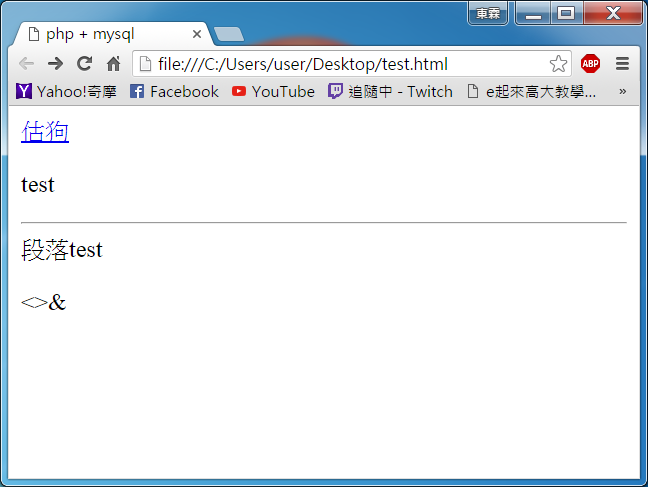 東霖
php + mysql
file:///C:/Users/user/Desktop/test.html
ABP
Yahoo!奇摩 Facebook YouTube 追隨中 - Twitch e起來高大教學... »
估狗
test
段落test
<>&